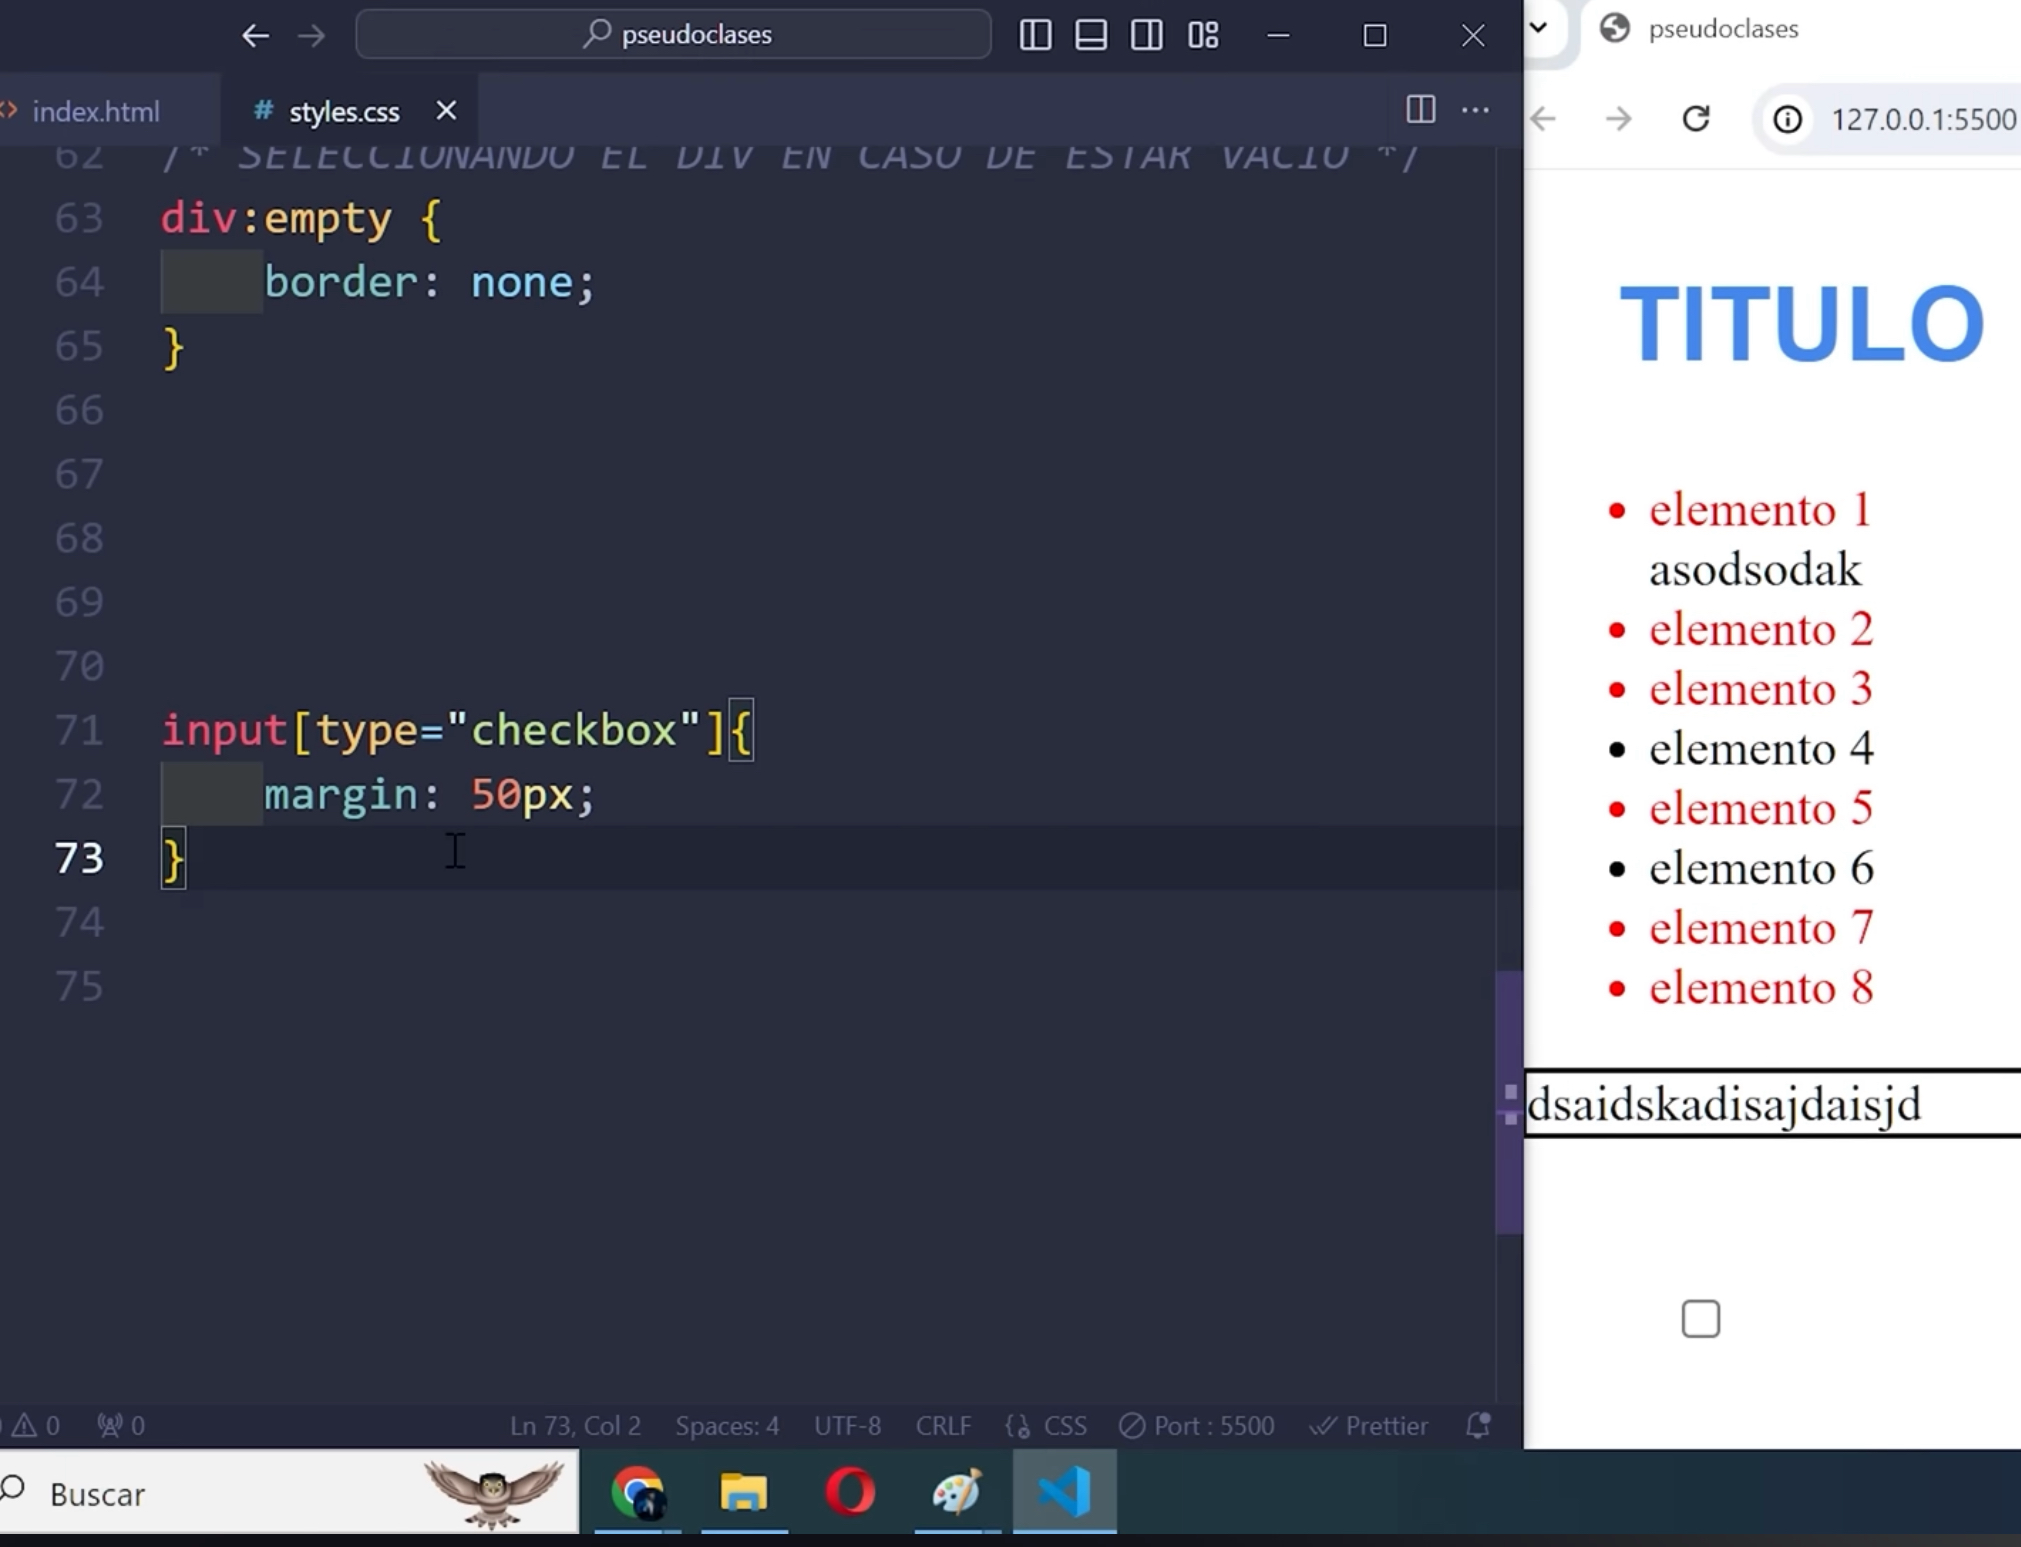 pseudoclases
index.html
# styles.css
62 /* SELECCIONANDO EL DIV EN CASO DE ESTAR VACIO */
63 div:empty {
64 border: none;
65 }
66
67
68
69
70
71 input[type="checkbox"]{
72 margin: 50px;
73 }
74
75
0 0
Ln 73, Col 2 Spaces: 4 UTF-8 CRLF CSS Port : 5500 Prettier
Buscar
pseudoclases
127.0.0.1:5500
TITULO
elemento 1
asodsodak
elemento 2
elemento 3
elemento 4
elemento 5
elemento 6
elemento 7
elemento 8
dsaidskadisajdaisjd